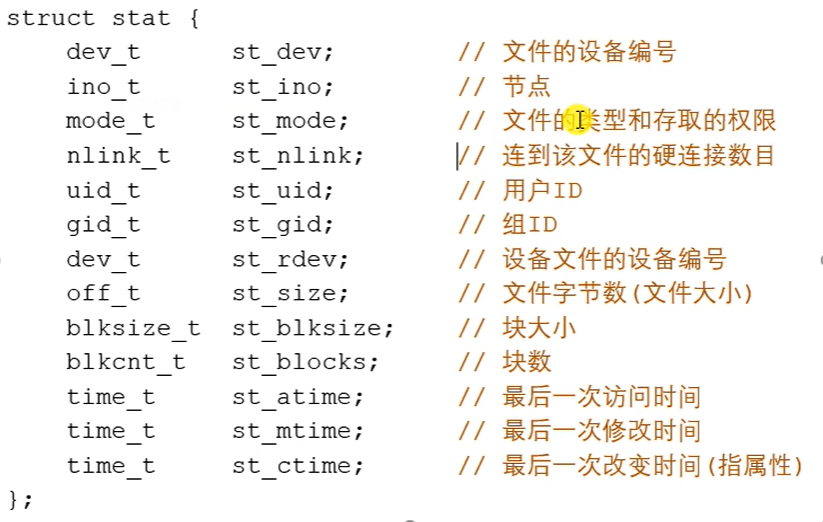 struct stat {
    dev_t      st_dev;        // 文件的设备编号
    ino_t      st_ino;        // 节点
    mode_t     st_mode;       // 文件的类型和存取的权限
    nlink_t    st_nlink;      // 连到该文件的硬连接数目
    uid_t      st_uid;        // 用户ID
    gid_t      st_gid;        // 组ID
    dev_t      st_rdev;       // 设备文件的设备编号
    off_t      st_size;       // 文件字节数(文件大小)
    blksize_t  st_blksize;    // 块大小
    blkcnt_t   st_blocks;     // 块数
    time_t     st_atime;      // 最后一次访问时间
    time_t     st_mtime;      // 最后一次修改时间
    time_t     st_ctime;      // 最后一次改变时间(指属性)
};